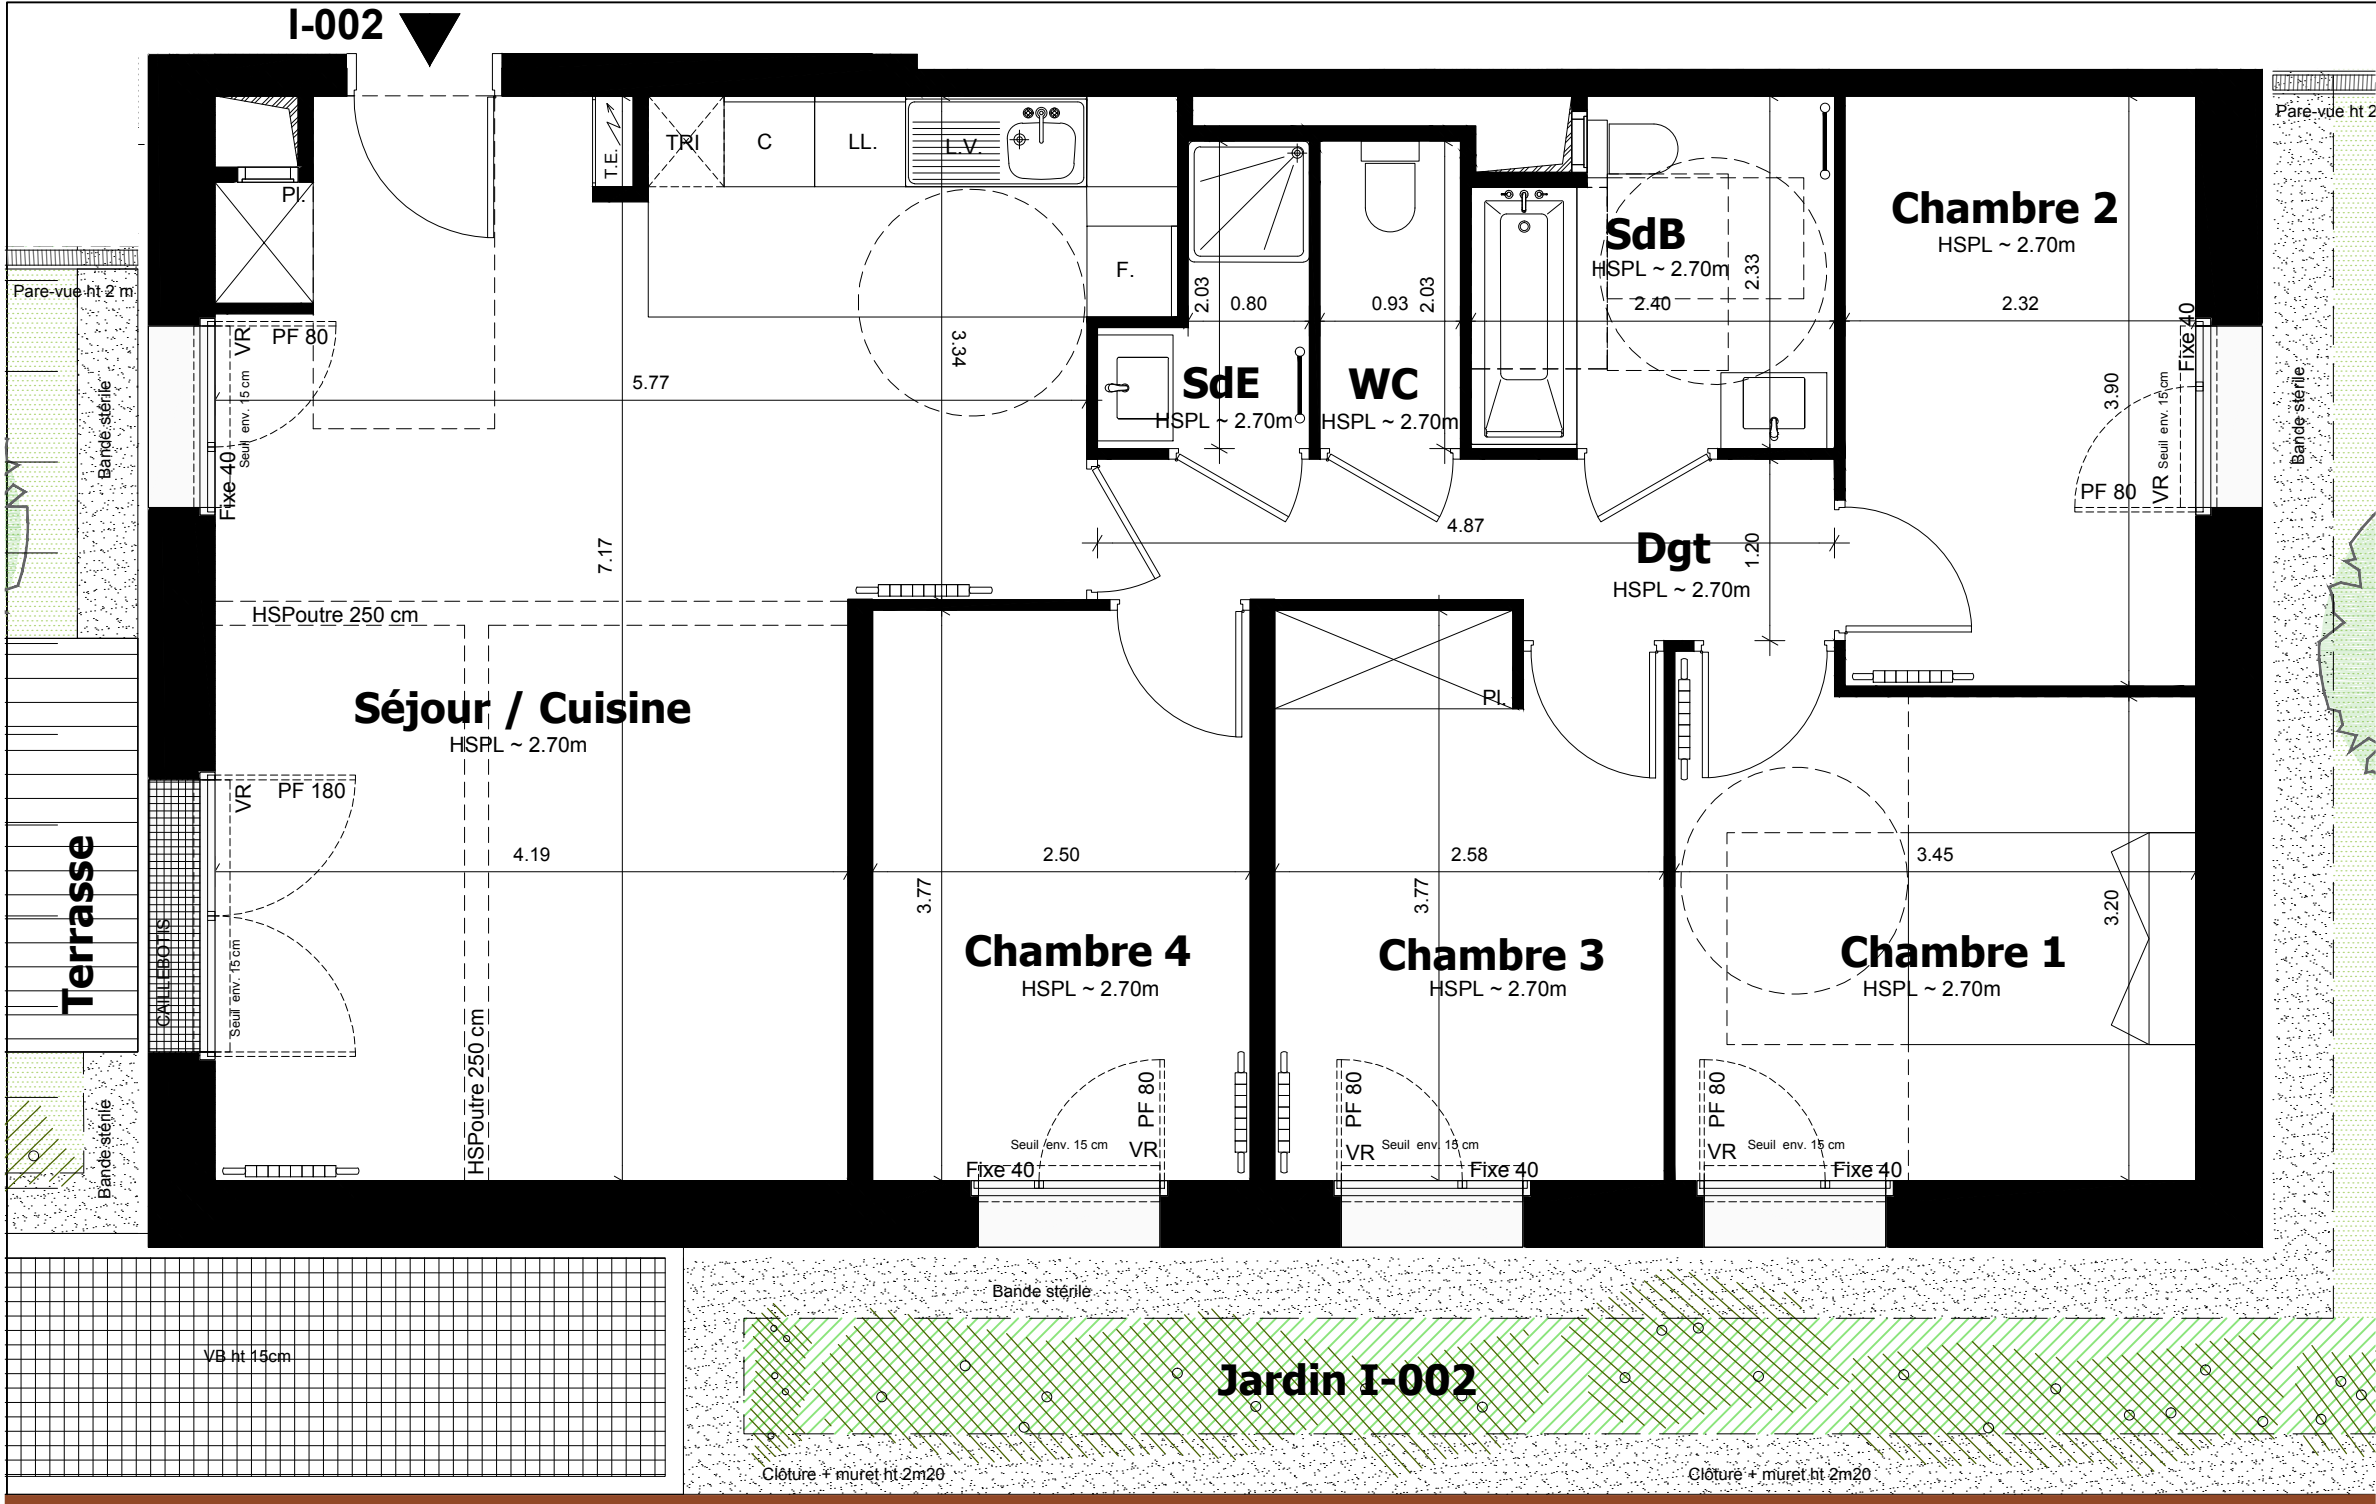 I-002
Pare-vue ht 2
T.E.
TRI
C
LL.
L.V.
Pl.
Chambre 2
HSPL ~ 2.70m
SdB
HSPL ~ 2.70m
2.33
F.
Pare-vue ht 2 m
2.03
0.80
0.93
2.03
2.40
2.32
VR
PF 80
Fixe 40
3.34
5.77
SdE
HSPL ~ 2.70m
WC
HSPL ~ 2.70m
3.90
Seuil env. 15 cm
Seuil env. 15 cm
Bande stérile
Bande stérile
Fixe 40
PF 80
VR
4.87
Dgt
HSPL ~ 2.70m
1.20
7.17
HSPoutre 250 cm
Séjour / Cuisine
HSPL ~ 2.70m
Pl.
VR
PF 180
4.19
2.50
2.58
3.45
3.77
3.77
3.20
Terrasse
CAILLEBOTIS
Seuil env. 15 cm
Chambre 4
HSPL ~ 2.70m
Chambre 3
HSPL ~ 2.70m
Chambre 1
HSPL ~ 2.70m
HSPoutre 250 cm
Bande stérile
PF 80
PF 80
PF 80
Seuil env. 15 cm
VR
VR
Seuil env. 15 cm
VR
Seuil env. 15 cm
Fixe 40
Fixe 40
Fixe 40
Bande stérile
VB ht 15cm
Jardin I-002
Clôture + muret ht 2m20
Clôture + muret ht 2m20